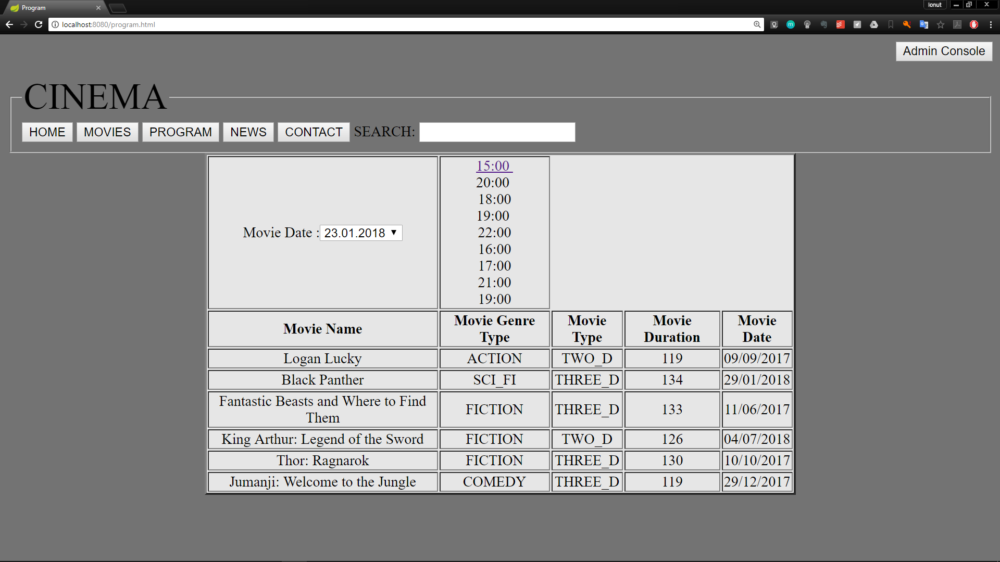 Program
Ionut
localhost:8080/program.html
Admin Console
CINEMA
HOME MOVIES PROGRAM NEWS CONTACT SEARCH:
Movie Date : 23.01.2018
15:00
20:00
18:00
19:00
22:00
16:00
17:00
21:00
19:00
Movie Name Movie Genre Type Movie Type Movie Duration Movie Date
Logan Lucky ACTION TWO_D 119 09/09/2017
Black Panther SCI_FI THREE_D 134 29/01/2018
Fantastic Beasts and Where to Find Them FICTION THREE_D 133 11/06/2017
King Arthur: Legend of the Sword FICTION TWO_D 126 04/07/2018
Thor: Ragnarok FICTION THREE_D 130 10/10/2017
Jumanji: Welcome to the Jungle COMEDY THREE_D 119 29/12/2017